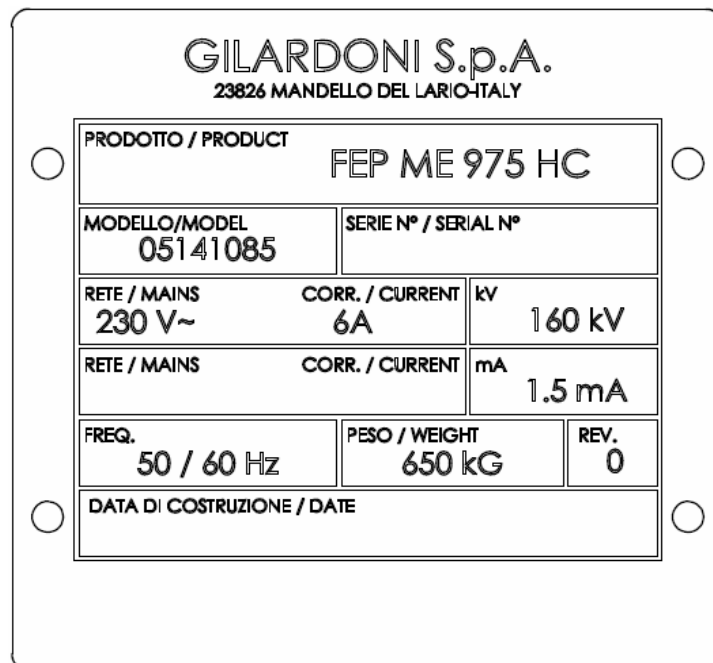 GILARDONI S.p.A.
23826 MANDELLO DEL LARIO-ITALY
PRODOTTO / PRODUCT
FEP ME 975 HC
MODELLO/MODEL
05141085
SERIE Nº / SERIAL Nº
RETE / MAINS CORR. / CURRENT
230 V~ 6A
kV
160 kV
RETE / MAINS CORR. / CURRENT
mA
1.5 mA
FREQ.
50 / 60 Hz
PESO / WEIGHT
650 kG
REV.
0
DATA DI COSTRUZIONE / DATE